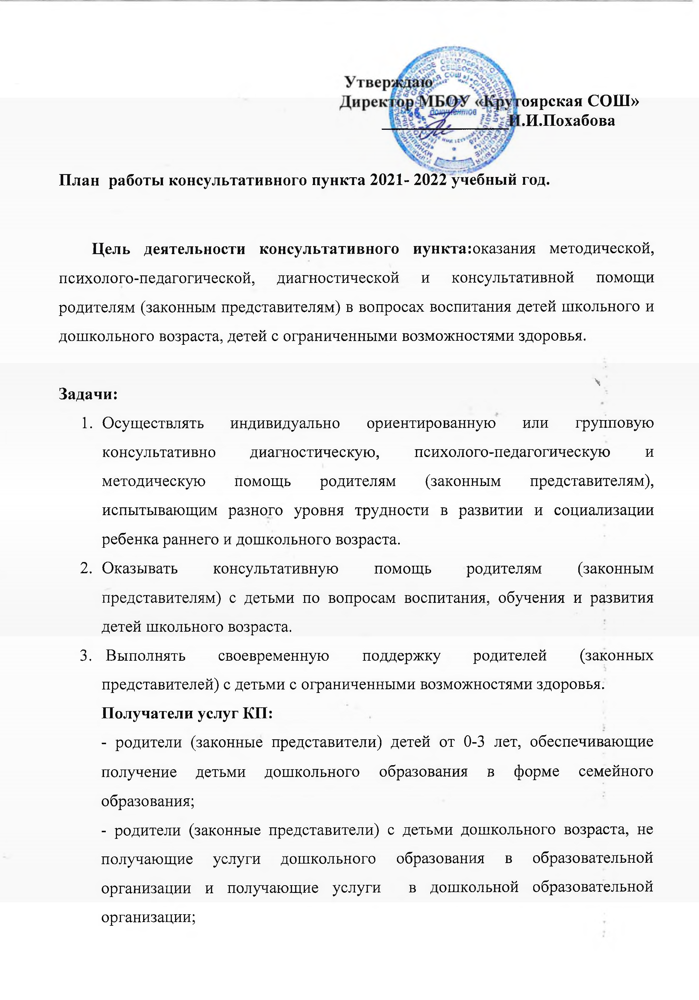 Утверждаю
Директор МБОУ «Крутоярская СОШ»
И.И.Похабова
документов
План работы консультативного пункта 2021- 2022 учебный год.
Цель деятельности консультативного иункта:оказания методической,
психолого-педагогической, диагностической и консультативной помощи
родителям (законным представителям) в вопросах воспитания детей школьного и
дошкольного возраста, детей с ограниченными возможностями здоровья.
Задачи:
1. Осуществлять индивидуально ориентированную или групповую
консультативно диагностическую, психолого-педагогическую и
методическую помощь родителям (законным представителям),
испытывающим разного уровня трудности в развитии и социализации
ребенка раннего и дошкольного возраста.
2. Оказывать консультативную помощь родителям (законным
представителям) с детьми по вопросам воспитания, обучения и развития
детей школьного возраста.
3. Выполнять своевременную поддержку родителей (законных
представителей) с детьми с ограниченными возможностями здоровья.
Получатели услуг КП:
- родители (законные представители) детей от 0-3 лет, обеспечивающие
получение детьми дошкольного образования в форме семейного
образования;
- родители (законные представители) с детьми дошкольного возраста, не
получающие услуги дошкольного образования в образовательной
организации и получающие услуги в дошкольной образовательной
организации;